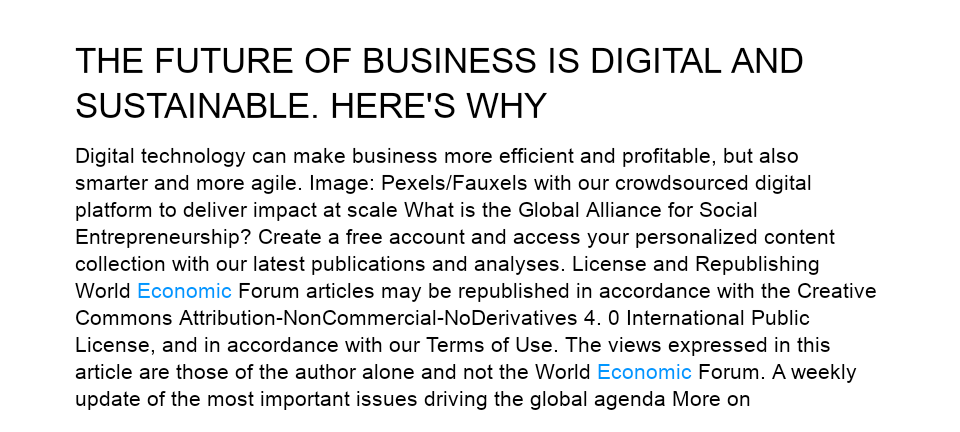 THE FUTURE OF BUSINESS IS DIGITAL AND
SUSTAINABLE. HERE'S WHY
Digital technology can make business more efficient and profitable, but also
smarter and more agile. Image: Pexels/Fauxels with our crowdsourced digital
platform to deliver impact at scale What is the Global Alliance for Social
Entrepreneurship? Create a free account and access your personalized content
collection with our latest publications and analyses. License and Republishing
World Economic Forum articles may be republished in accordance with the Creative
Commons Attribution-NonCommercial-NoDerivatives 4. 0 International Public
License, and in accordance with our Terms of Use. The views expressed in this
article are those of the author alone and not the World Economic Forum. A weekly
update of the most important issues driving the global agenda More on